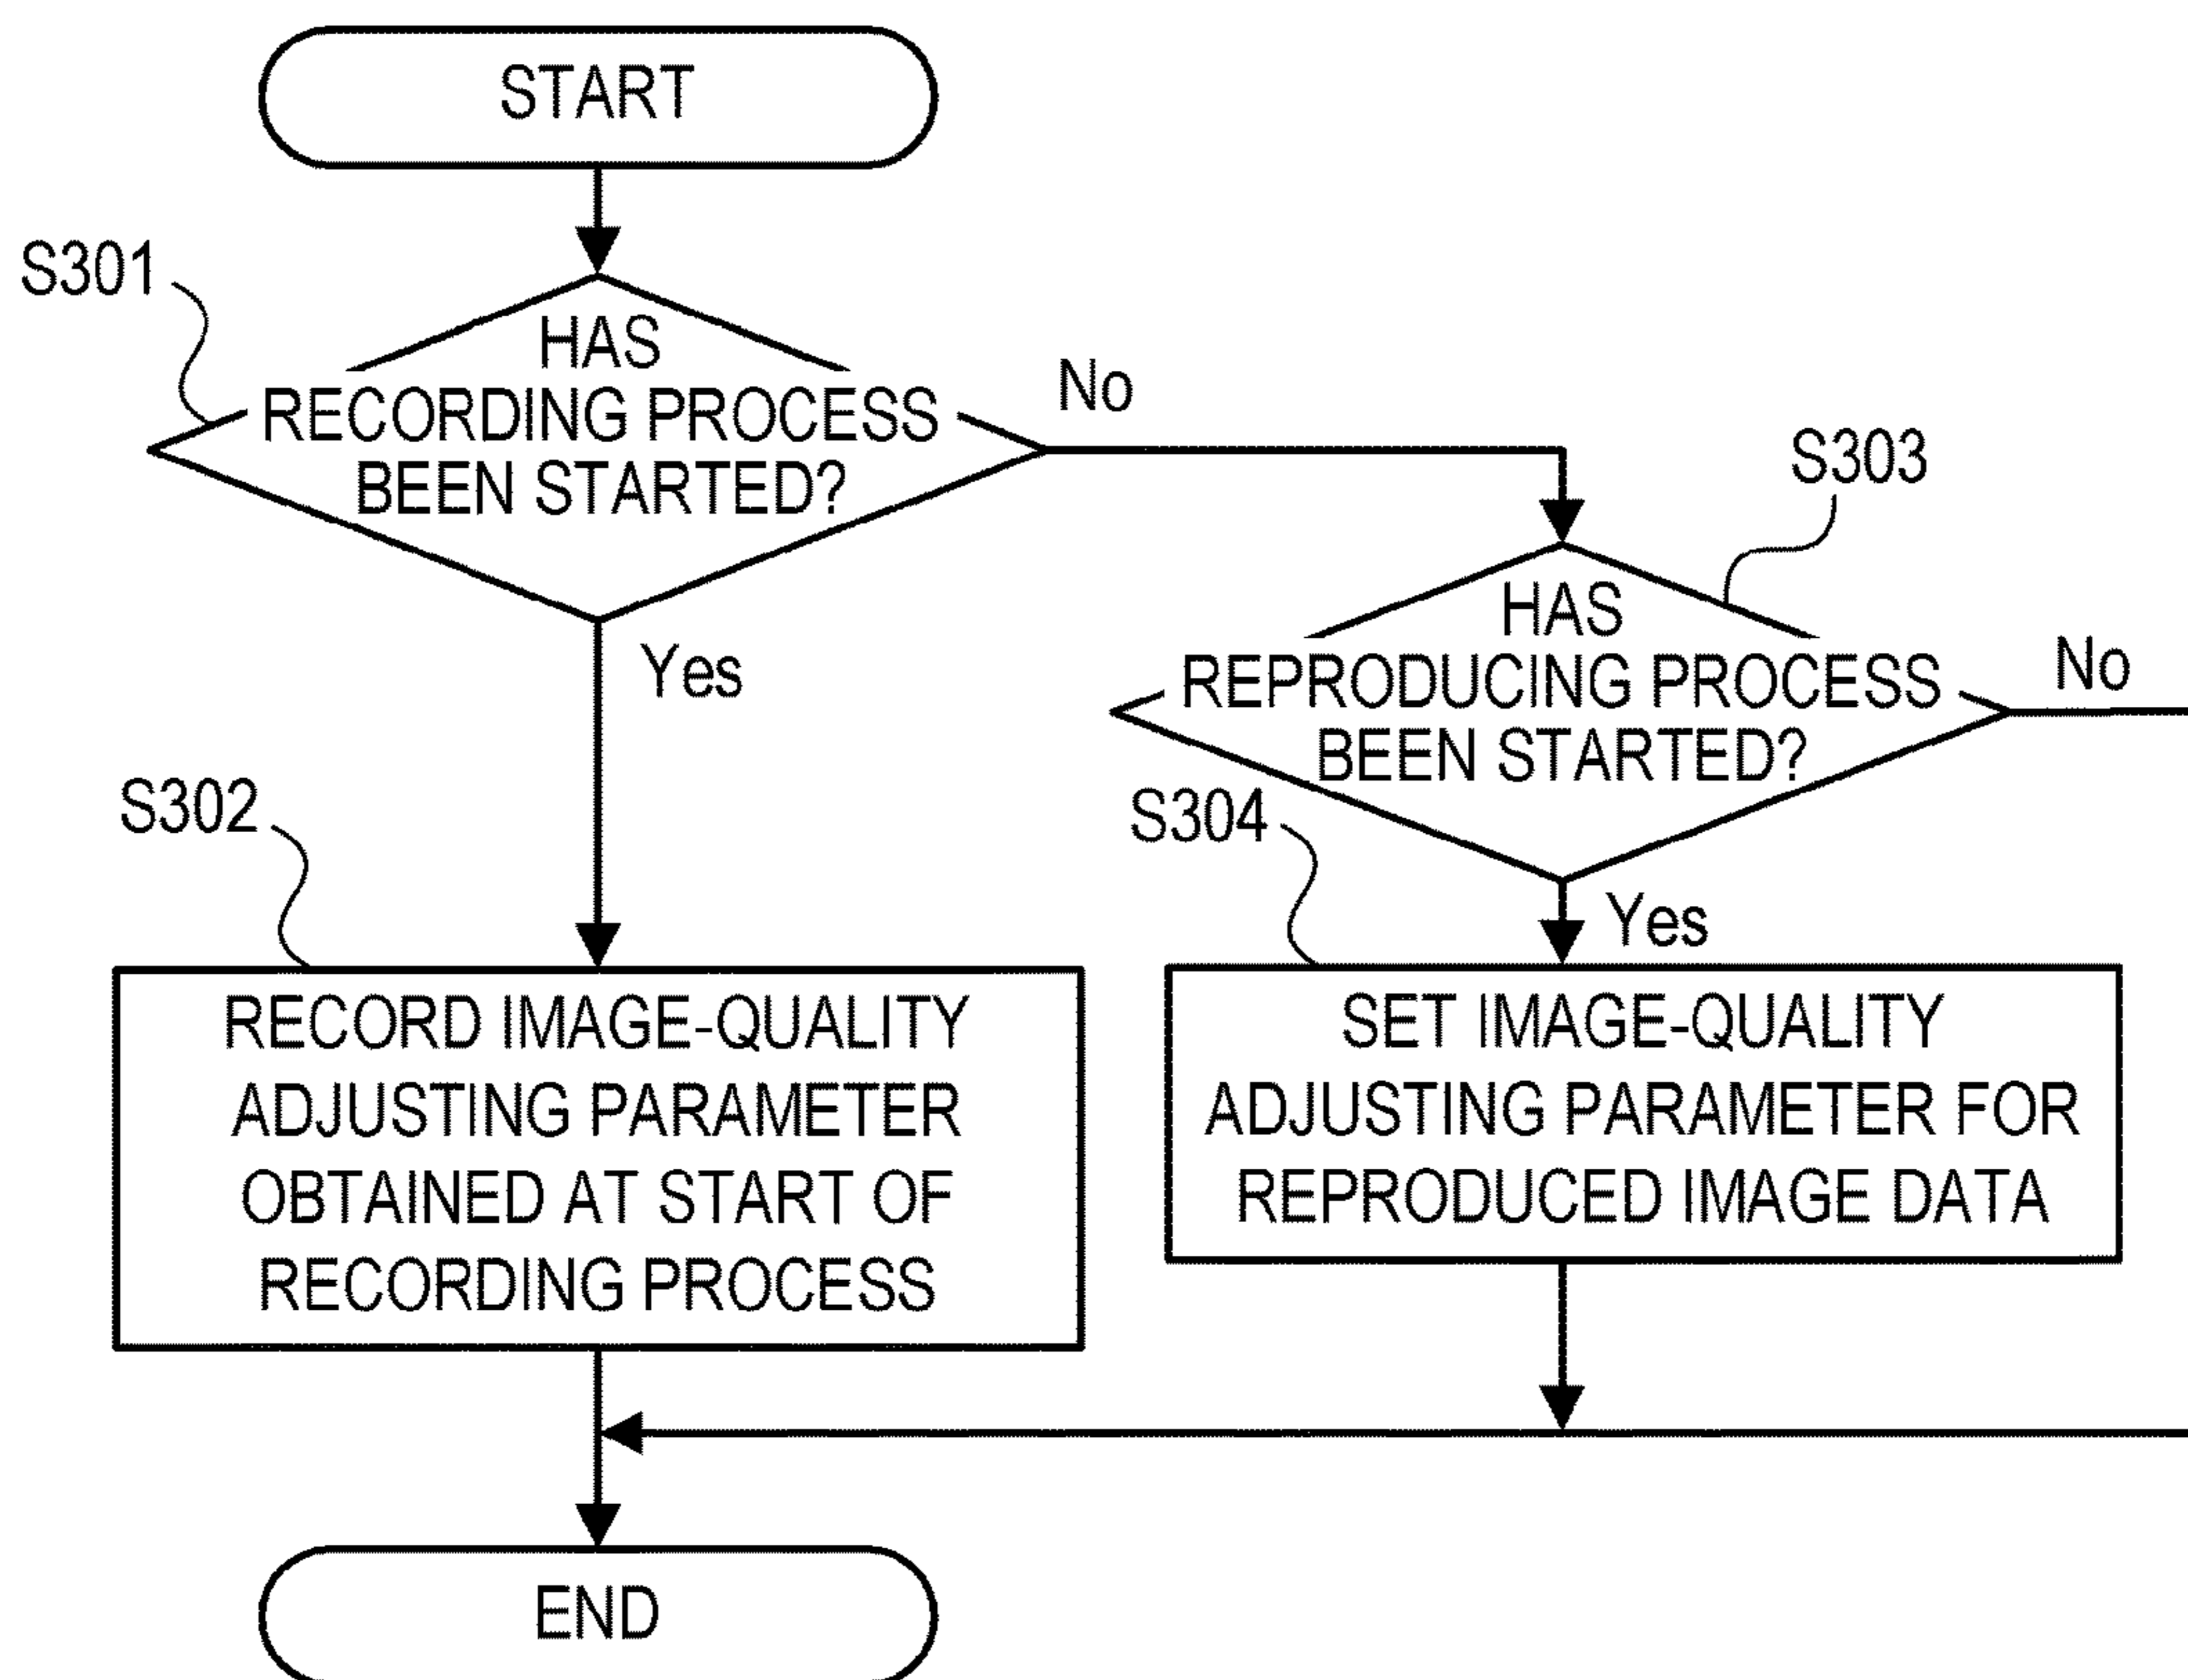 START
S301
HAS
RECORDING PROCESS
BEEN STARTED?
No
Yes
S303
HAS
REPRODUCING PROCESS
BEEN STARTED?
No
Yes
S302
RECORD IMAGE-QUALITY
ADJUSTING PARAMETER
OBTAINED AT START OF
RECORDING PROCESS
S304
SET IMAGE-QUALITY
ADJUSTING PARAMETER FOR
REPRODUCED IMAGE DATA
END